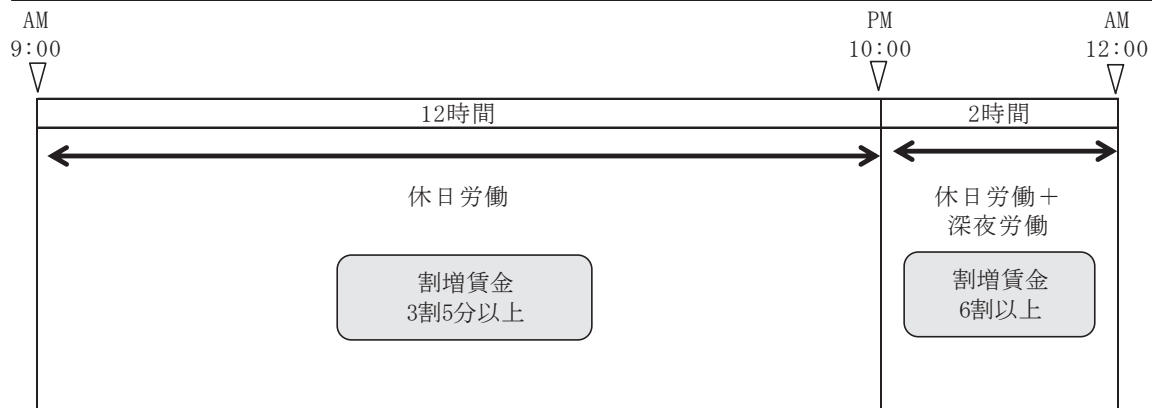 AM
9:00
PM
10:00
AM
12:00
12時間
2時間
休日労働
休日労働＋
深夜労働
割増賃金
3割5分以上
割増賃金
6割以上